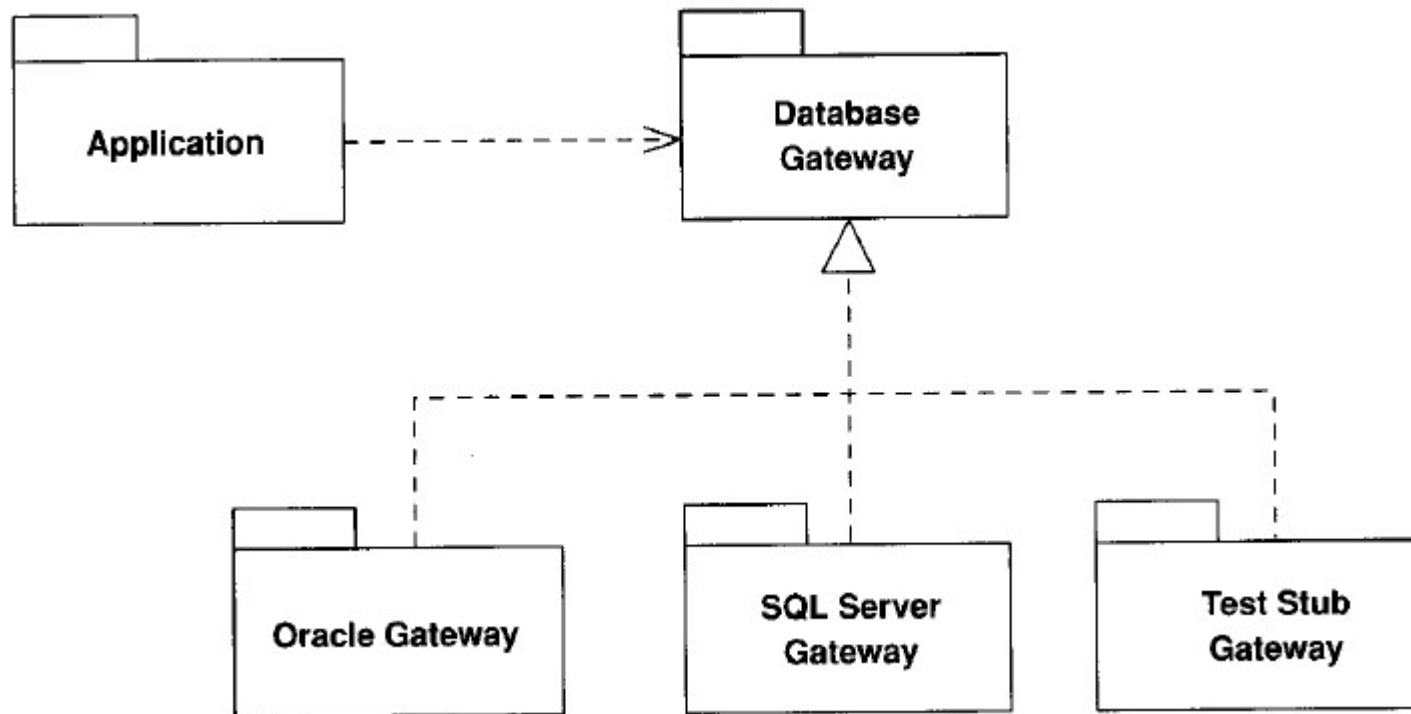 Application
Database
Gateway
Oracle Gateway
SQL Server
Gateway
Test Stub
Gateway